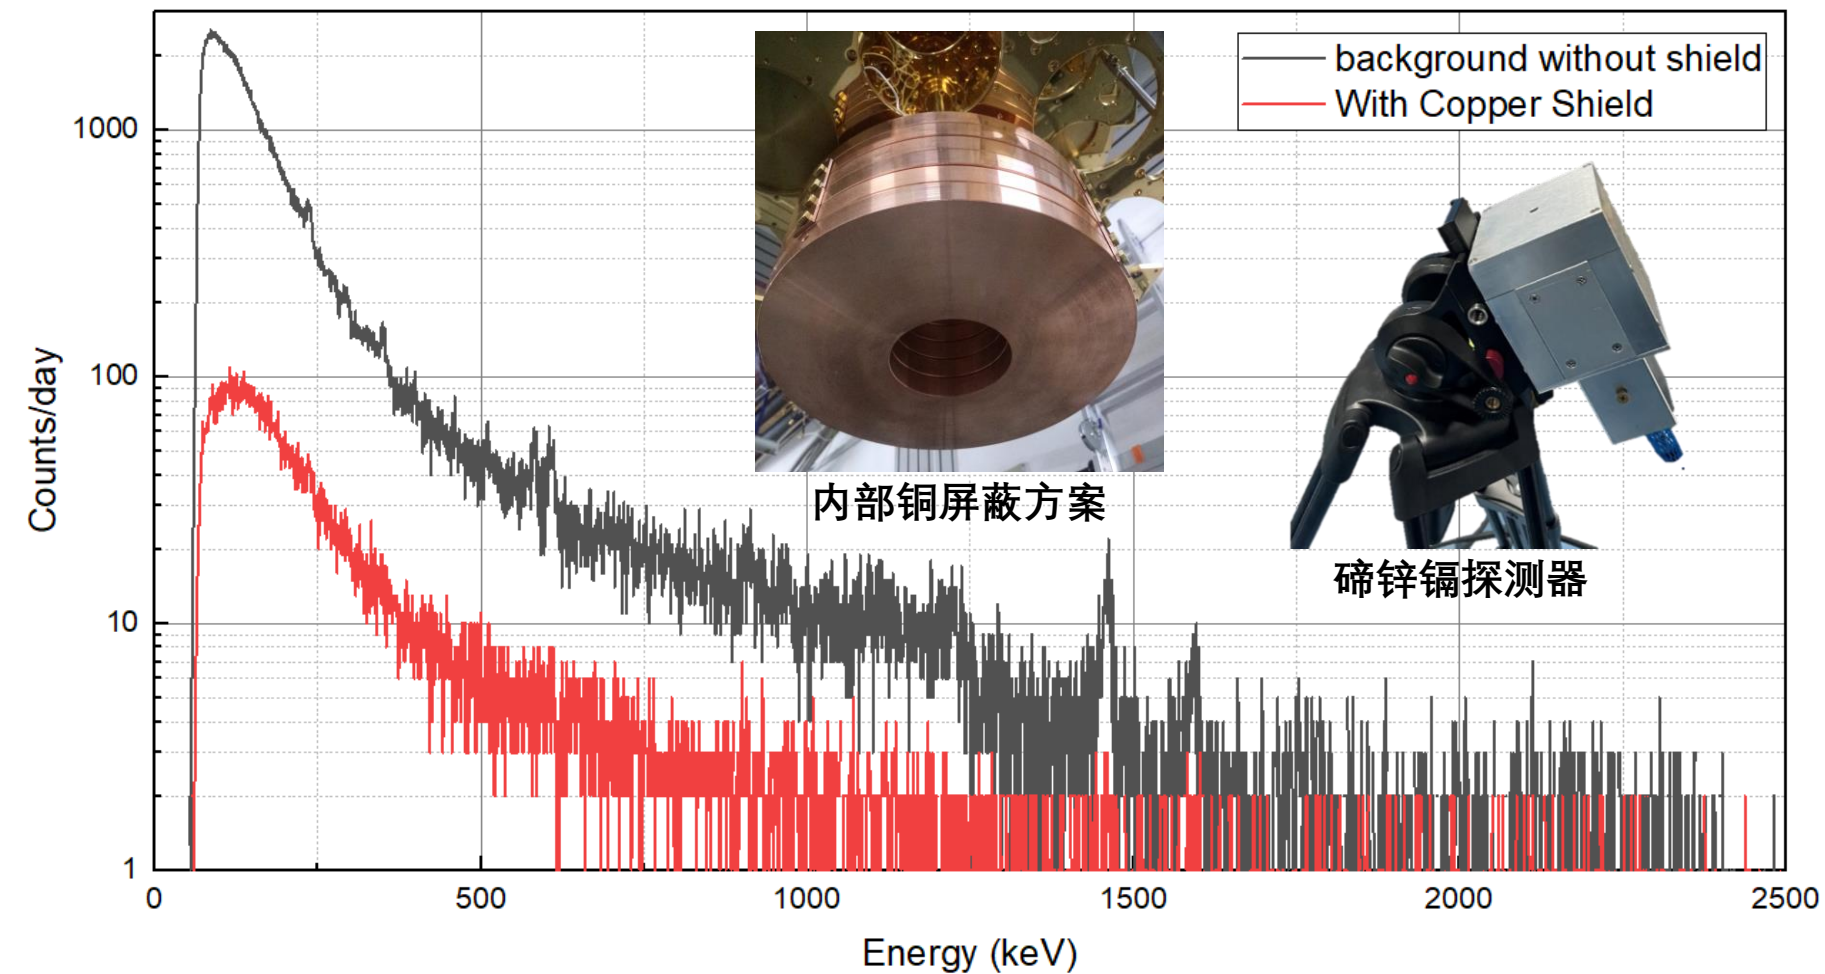 background without shield
With Copper Shield
1000
100
10
1
Counts/day
内部铜屏蔽方案
碲锌镉探测器
0 500 1000 1500 2000 2500
Energy (keV)